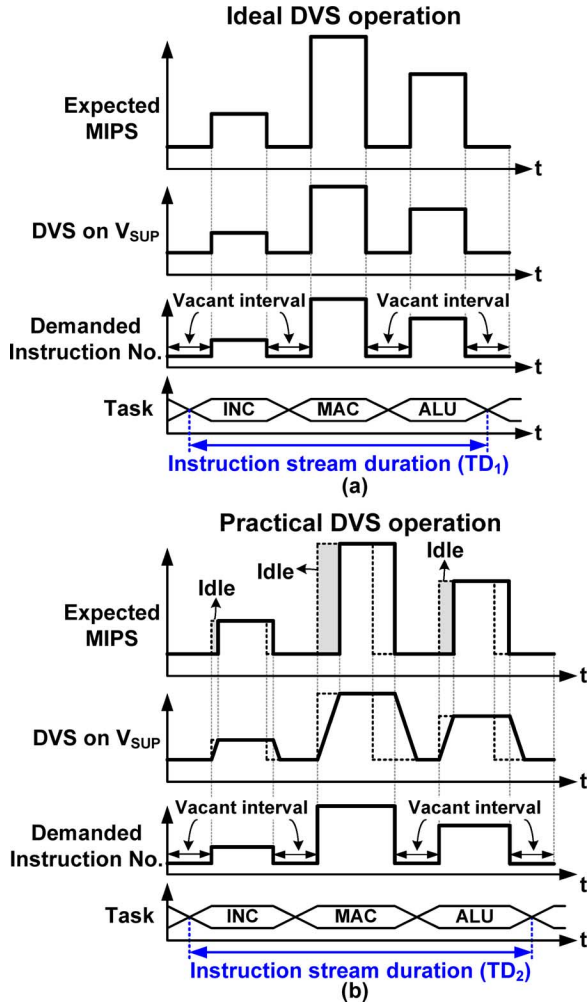 Ideal DVS operation
Expected
MIPS
t
DVS on V_SUP
t
Vacant interval
Vacant interval
Demanded
Instruction No.
t
Task
INC
MAC
ALU
t
Instruction stream duration (TD₁)
(a)
Practical DVS operation
Idle
Idle
Idle
Expected
MIPS
t
DVS on V_SUP
t
Vacant interval
Vacant interval
Demanded
Instruction No.
t
Task
INC
MAC
ALU
t
Instruction stream duration (TD₂)
(b)